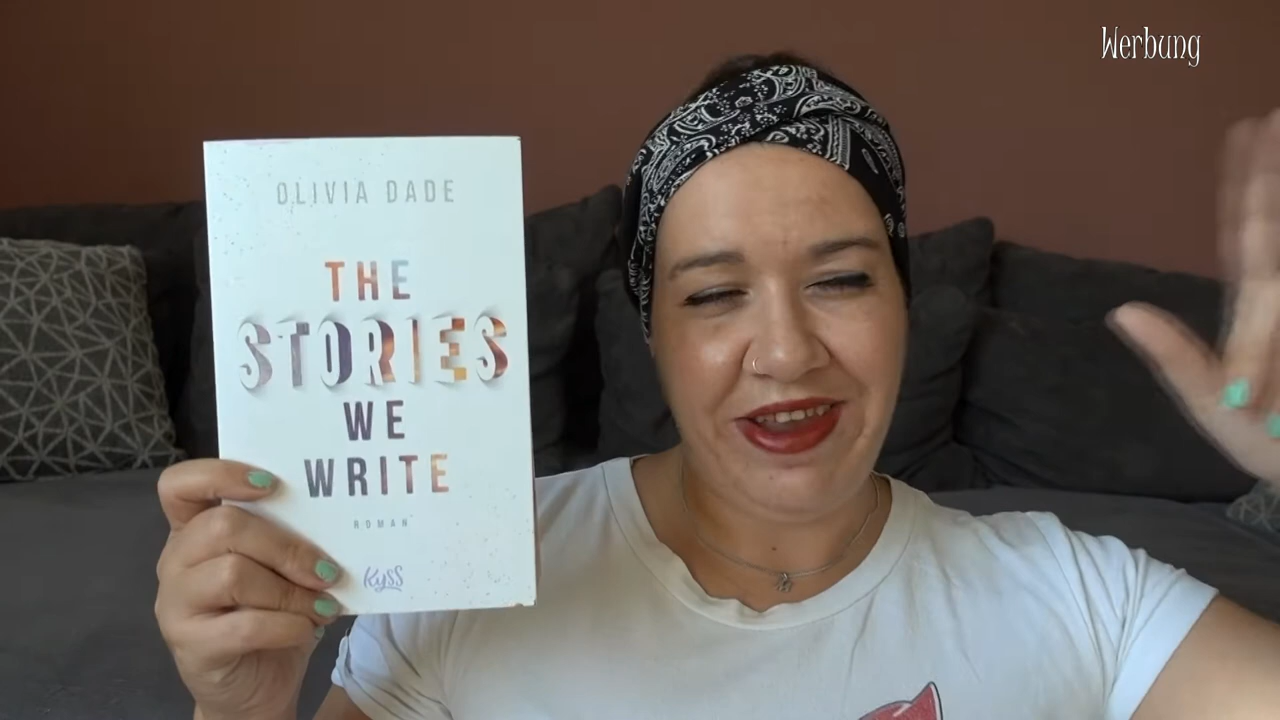 Werbung
OLIVIA DADE
THE
STORIES
WE
WRITE
ROMAN
Kyss